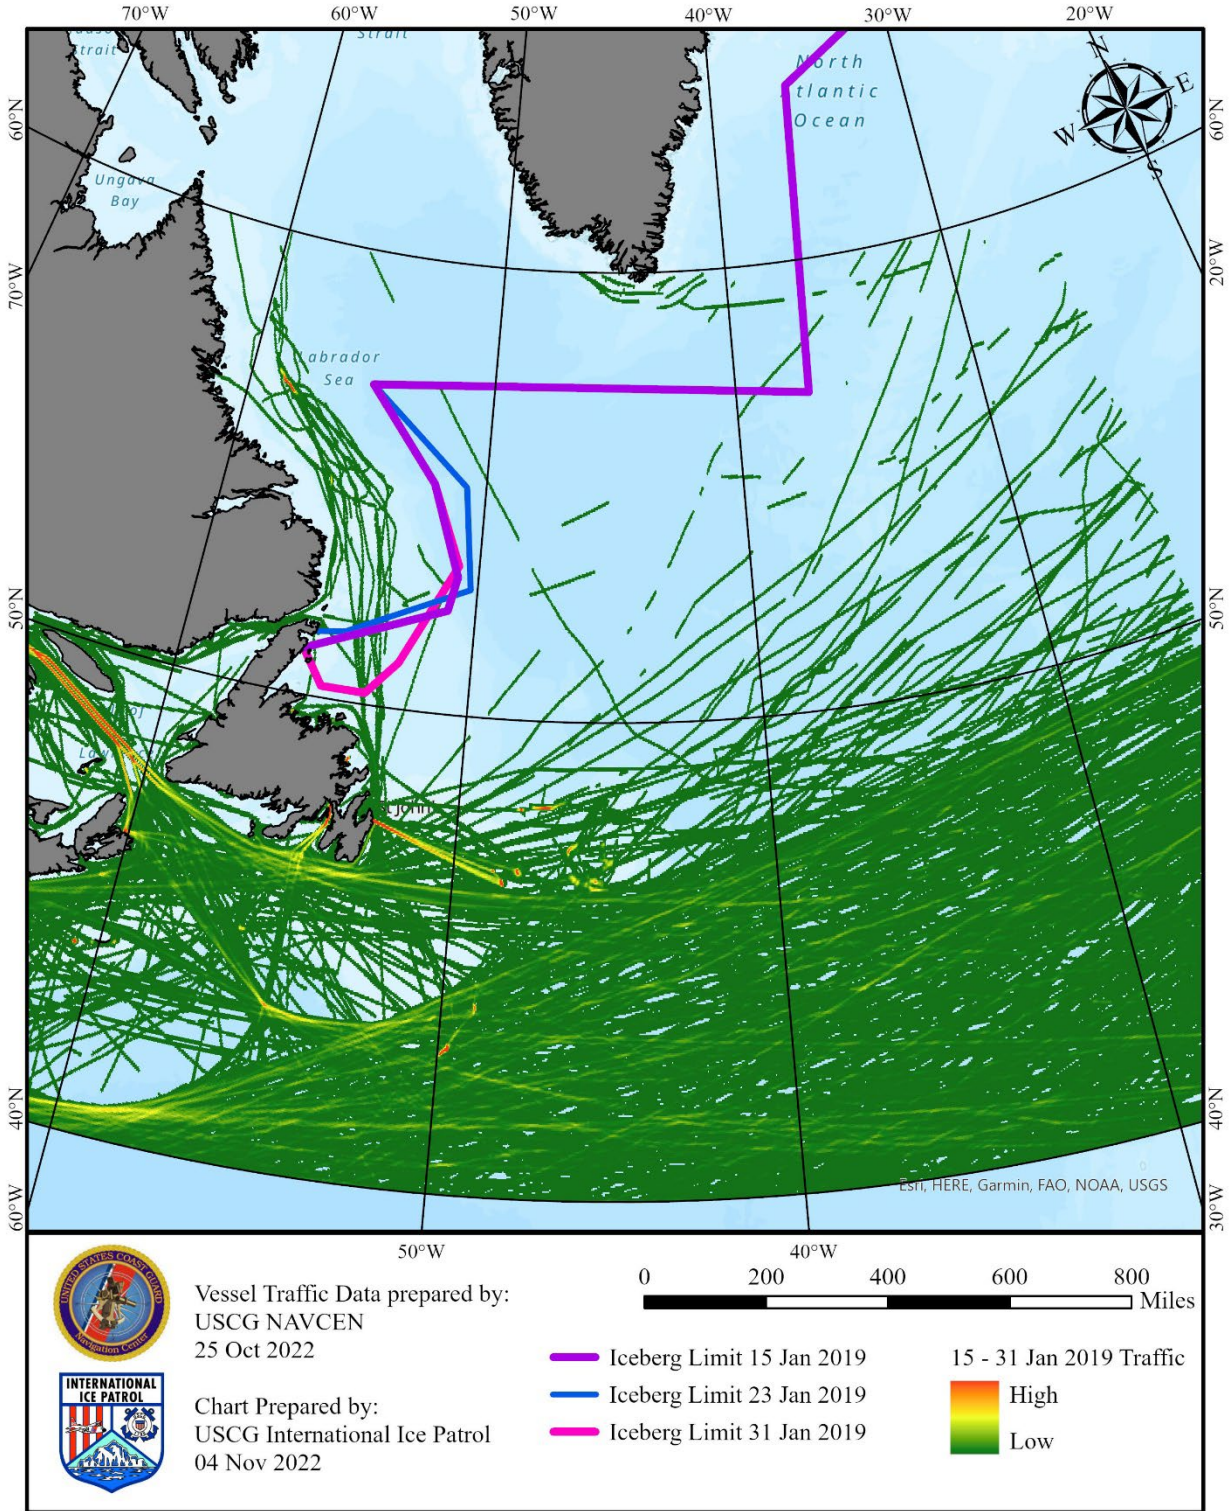 70°W 60°W 50°W 40°W 30°W 20°W
Strait
Strait
North
Atlantic
Ocean
N
E
W
S
60°N
60°N
Ungava
Bay
70°W
20°W
Labrador
Sea
50°N
50°N
St John's
40°N
40°N
Esri, HERE, Garmin, FAO, NOAA, USGS
60°W
30°W
50°W 40°W
UNITED STATES COAST GUARD
Navigation Center
Vessel Traffic Data prepared by:
USCG NAVCEN
25 Oct 2022
0 200 400 600 800
Miles
INTERNATIONAL
ICE PATROL
Chart Prepared by:
USCG International Ice Patrol
04 Nov 2022
Iceberg Limit 15 Jan 2019
Iceberg Limit 23 Jan 2019
Iceberg Limit 31 Jan 2019
15 - 31 Jan 2019 Traffic
High
Low